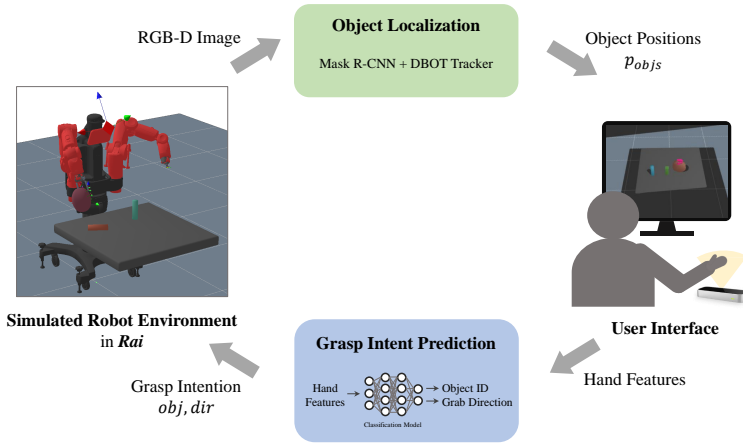 RGB-D Image
Object Localization
Mask R-CNN + DBOT Tracker
Object Positions
p_objs
Simulated Robot Environment
in Rai
User Interface
Grasp Intent Prediction
Hand
Features
Object ID
Grab Direction
Classification Model
Hand Features
Grasp Intention
obj, dir